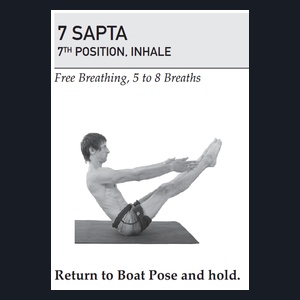 7 SAPTA
7TH POSITION, INHALE
Free Breathing, 5 to 8 Breaths
Return to Boat Pose and hold.